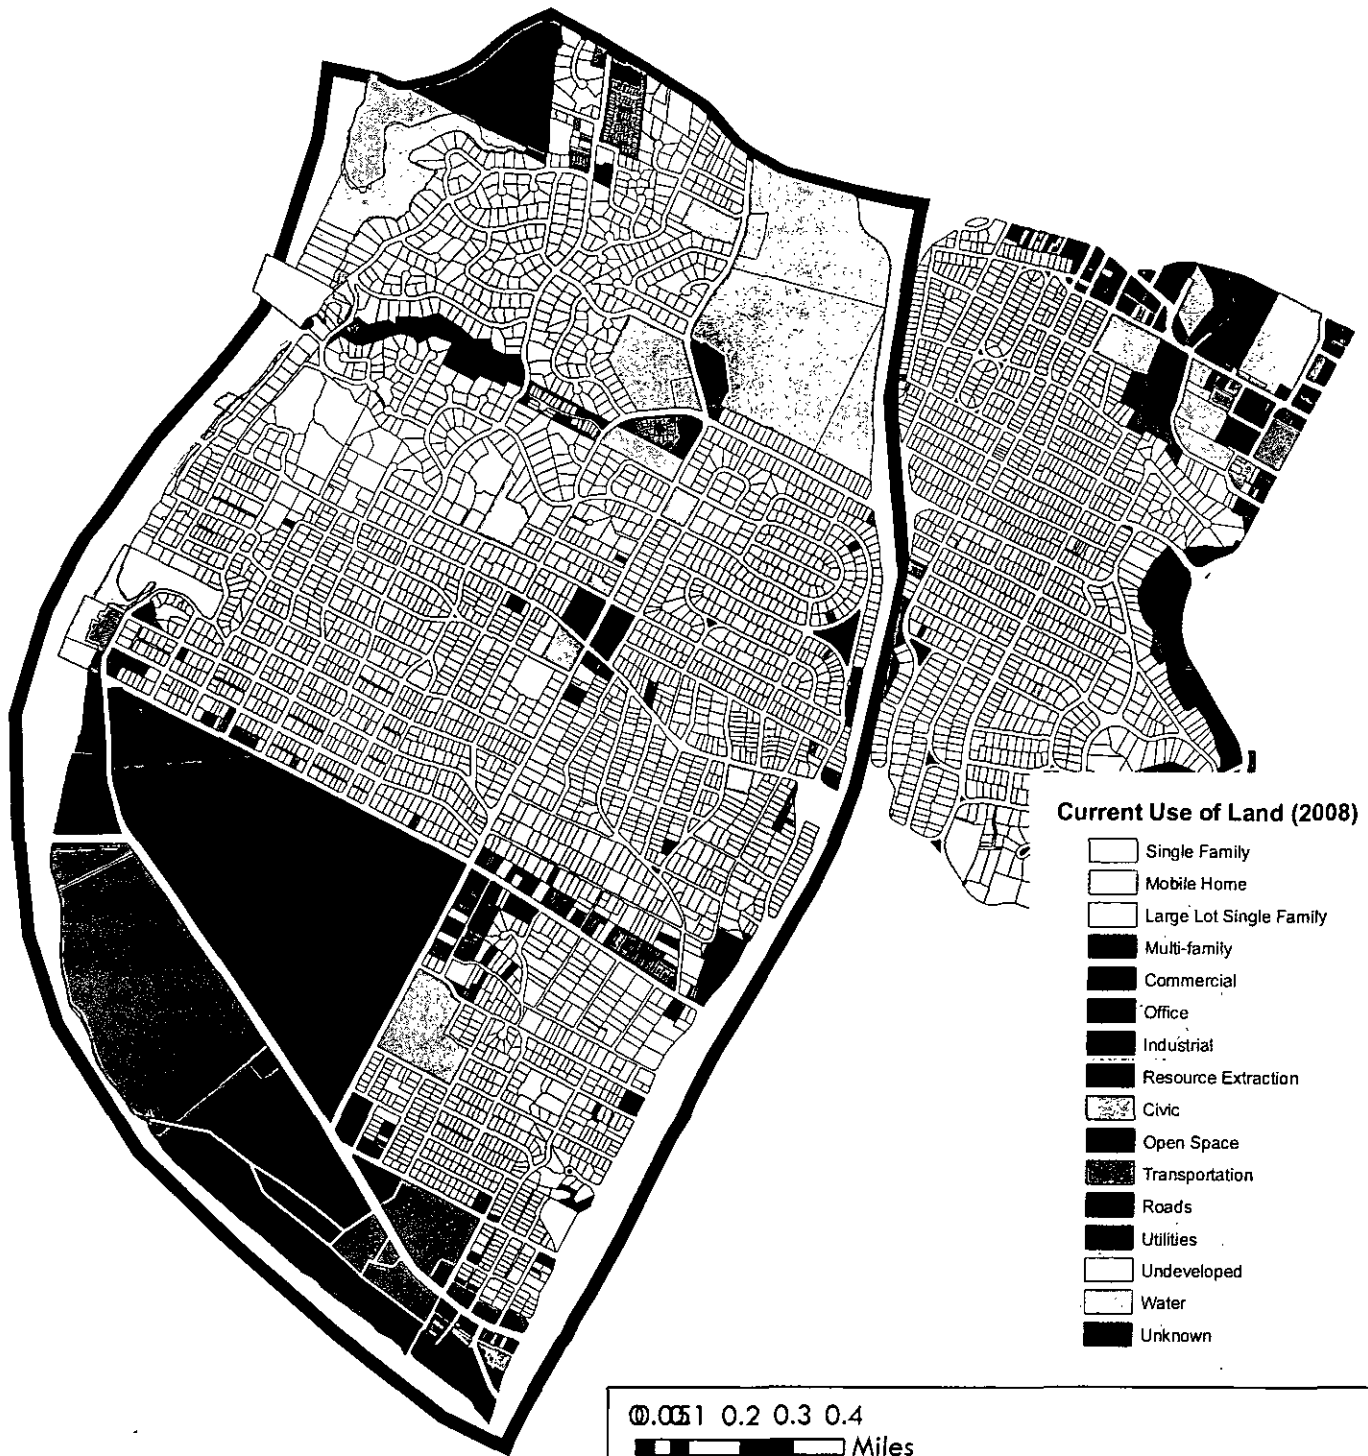 Current Use of Land (2008)
Single Family
Mobile Home
Large Lot Single Family
Multi-family
Commercial
Office
Industrial
Resource Extraction
Civic
Open Space
Transportation
Roads
Utilities
Undeveloped
Water
Unknown
0.2 0.3 0.4
Miles